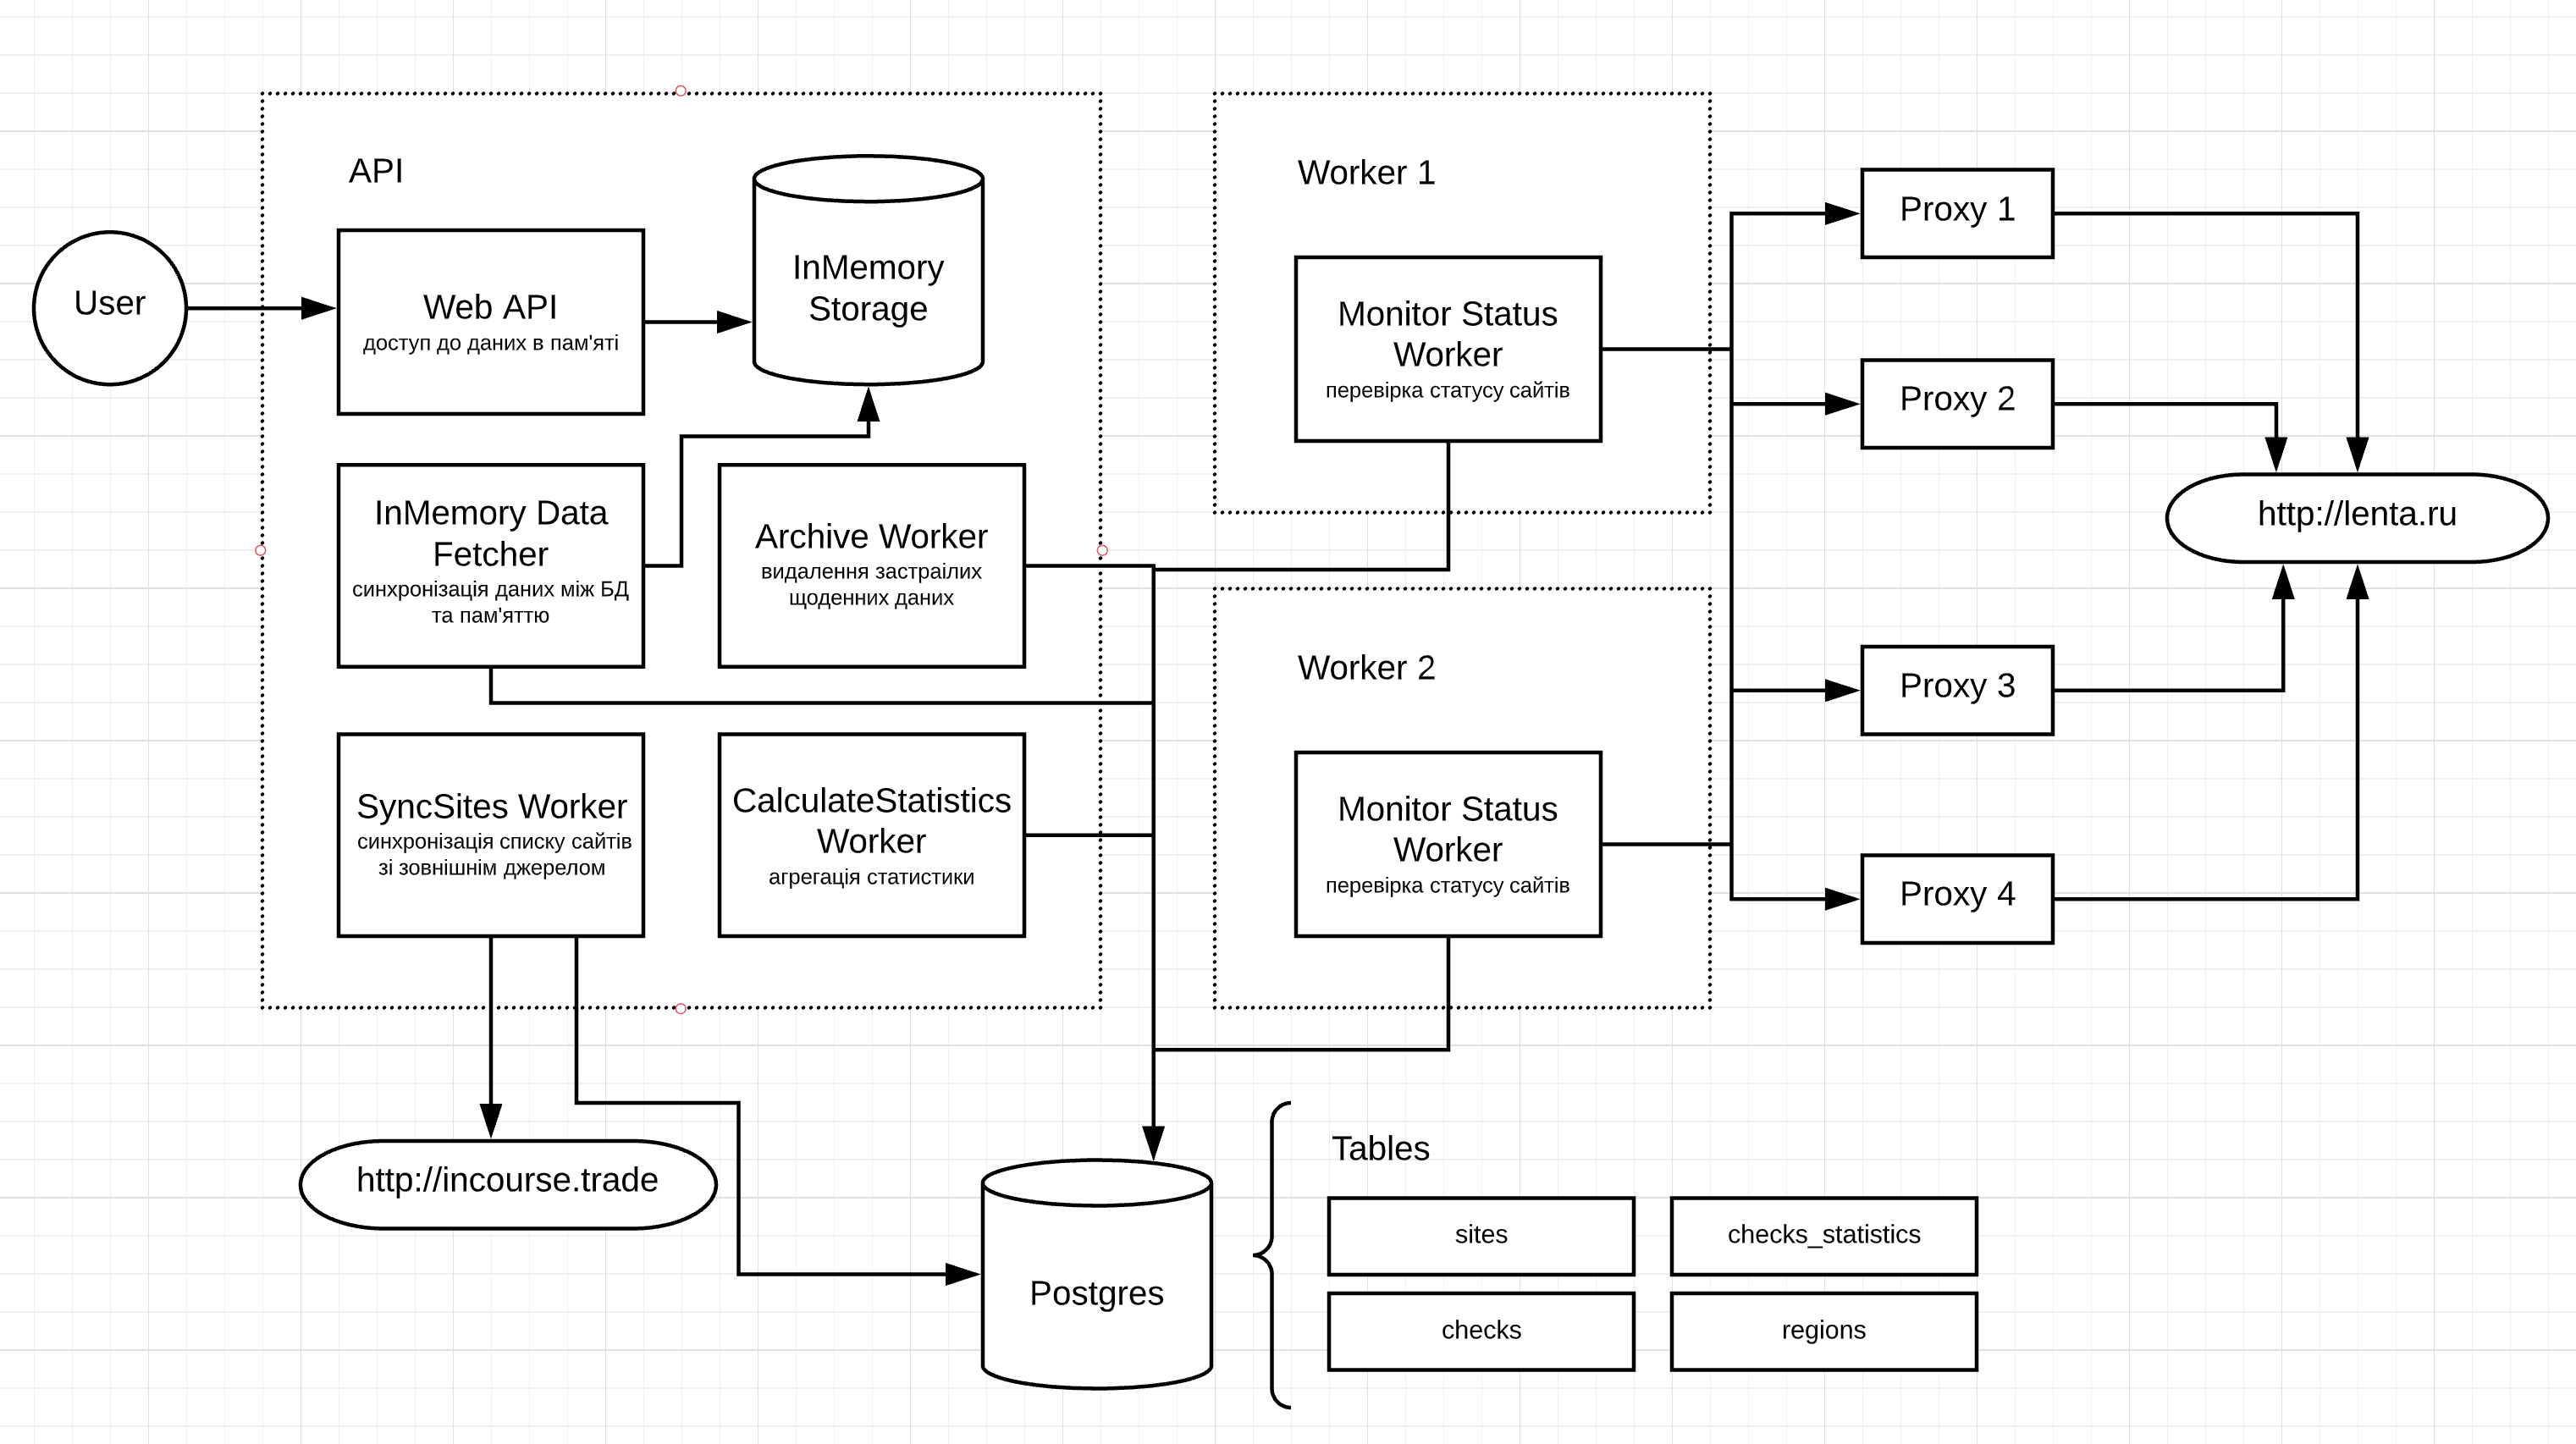 API
User
Web API
доступ до даних в пам'яті
InMemory
Storage
InMemory Data
Fetcher
синхронізація даних між БД
та пам'яттю
Archive Worker
видалення застраілих
щоденних даних
SyncSites Worker
синхронізація списку сайтів
зі зовнішнім джерелом
CalculateStatistics
Worker
агрегація статистики
Worker 1
Monitor Status
Worker
перевірка статусу сайтів
Worker 2
Monitor Status
Worker
перевірка статусу сайтів
Proxy 1
Proxy 2
Proxy 3
Proxy 4
http://lenta.ru
http://incourse.trade
Postgres
Tables
sites
checks_statistics
checks
regions